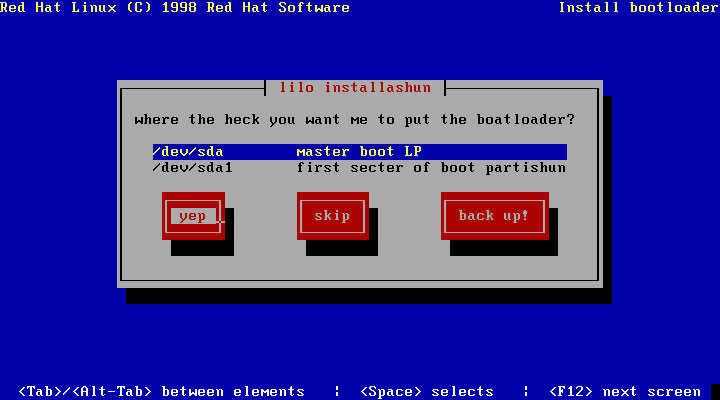 Red Hat Linux (C) 1998 Red Hat Software Install bootloader
lilo installashun
where the heck you want me to put the boatloader?
/dev/sda master boot LP
/dev/sda1 first secter of boot partishun
yep skip back up!
<Tab>/<Alt-Tab> between elements ¦ <Space> selects ¦ <F12> next screen